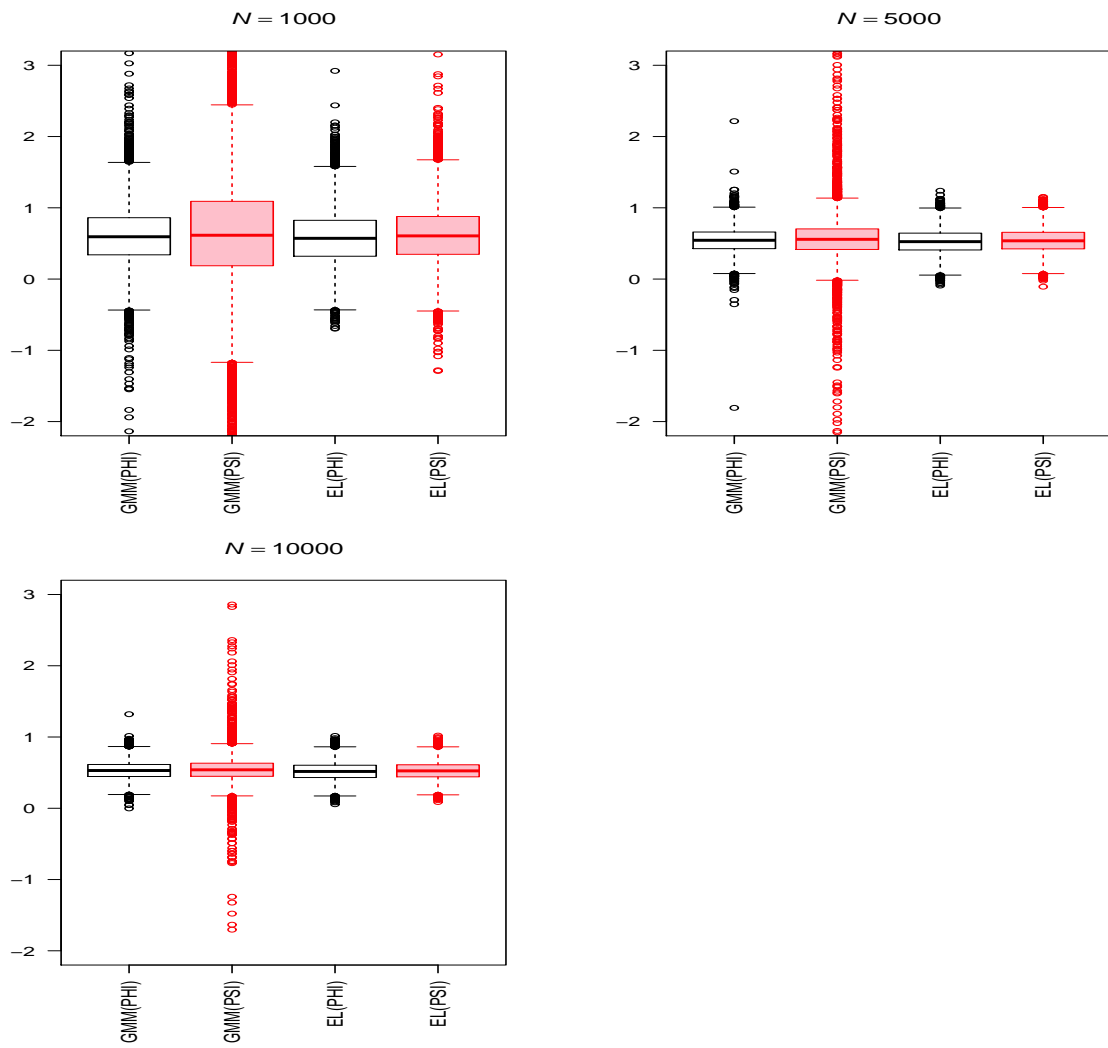 N = 1000
3
2
1
0
−1
−2
GMM(PHI)
GMM(PSI)
EL(PHI)
EL(PSI)
N = 5000
3
2
1
0
−1
−2
GMM(PHI)
GMM(PSI)
EL(PHI)
EL(PSI)
N = 10000
3
2
1
0
−1
−2
GMM(PHI)
GMM(PSI)
EL(PHI)
EL(PSI)